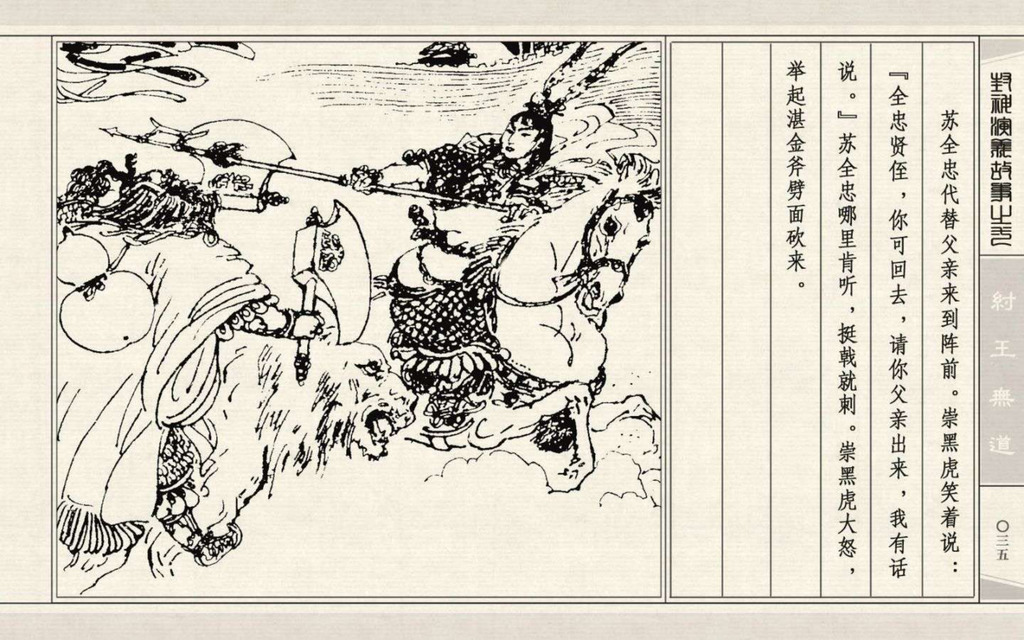 封神演义故事之一
紂王無道
〇三五
苏全忠代替父亲来到阵前。崇黑虎笑着说：
『全忠贤侄，你可回去，请你父亲出来，我有话
说。』苏全忠哪里肯听，挺戟就刺。崇黑虎大怒，
举起湛金斧劈面砍来。